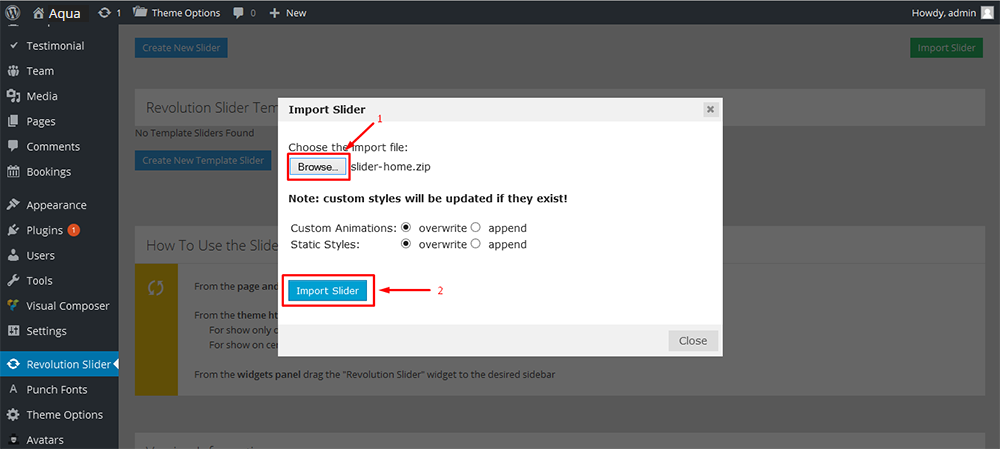 Aqua 1 Theme Options 0 + New Howdy, admin
Testimonial
Team
Media
Pages
Comments
Bookings
Appearance
Plugins 1
Users
Tools
Visual Composer
Settings
Revolution Slider
Punch Fonts
Theme Options
Avatars
Create New Slider
Import Slider
Revolution Slider Tem
No Template Sliders Found
Create New Template Slider
How To Use the Slide
From the page and
From the theme ht
For show only o
For show on cer
From the widgets panel drag the "Revolution Slider" widget to the desired sidebar
Import Slider
1
Choose the import file:
Browse... slider-home.zip
Note: custom styles will be updated if they exist!
Custom Animations: overwrite append
Static Styles: overwrite append
Import Slider
2
Close